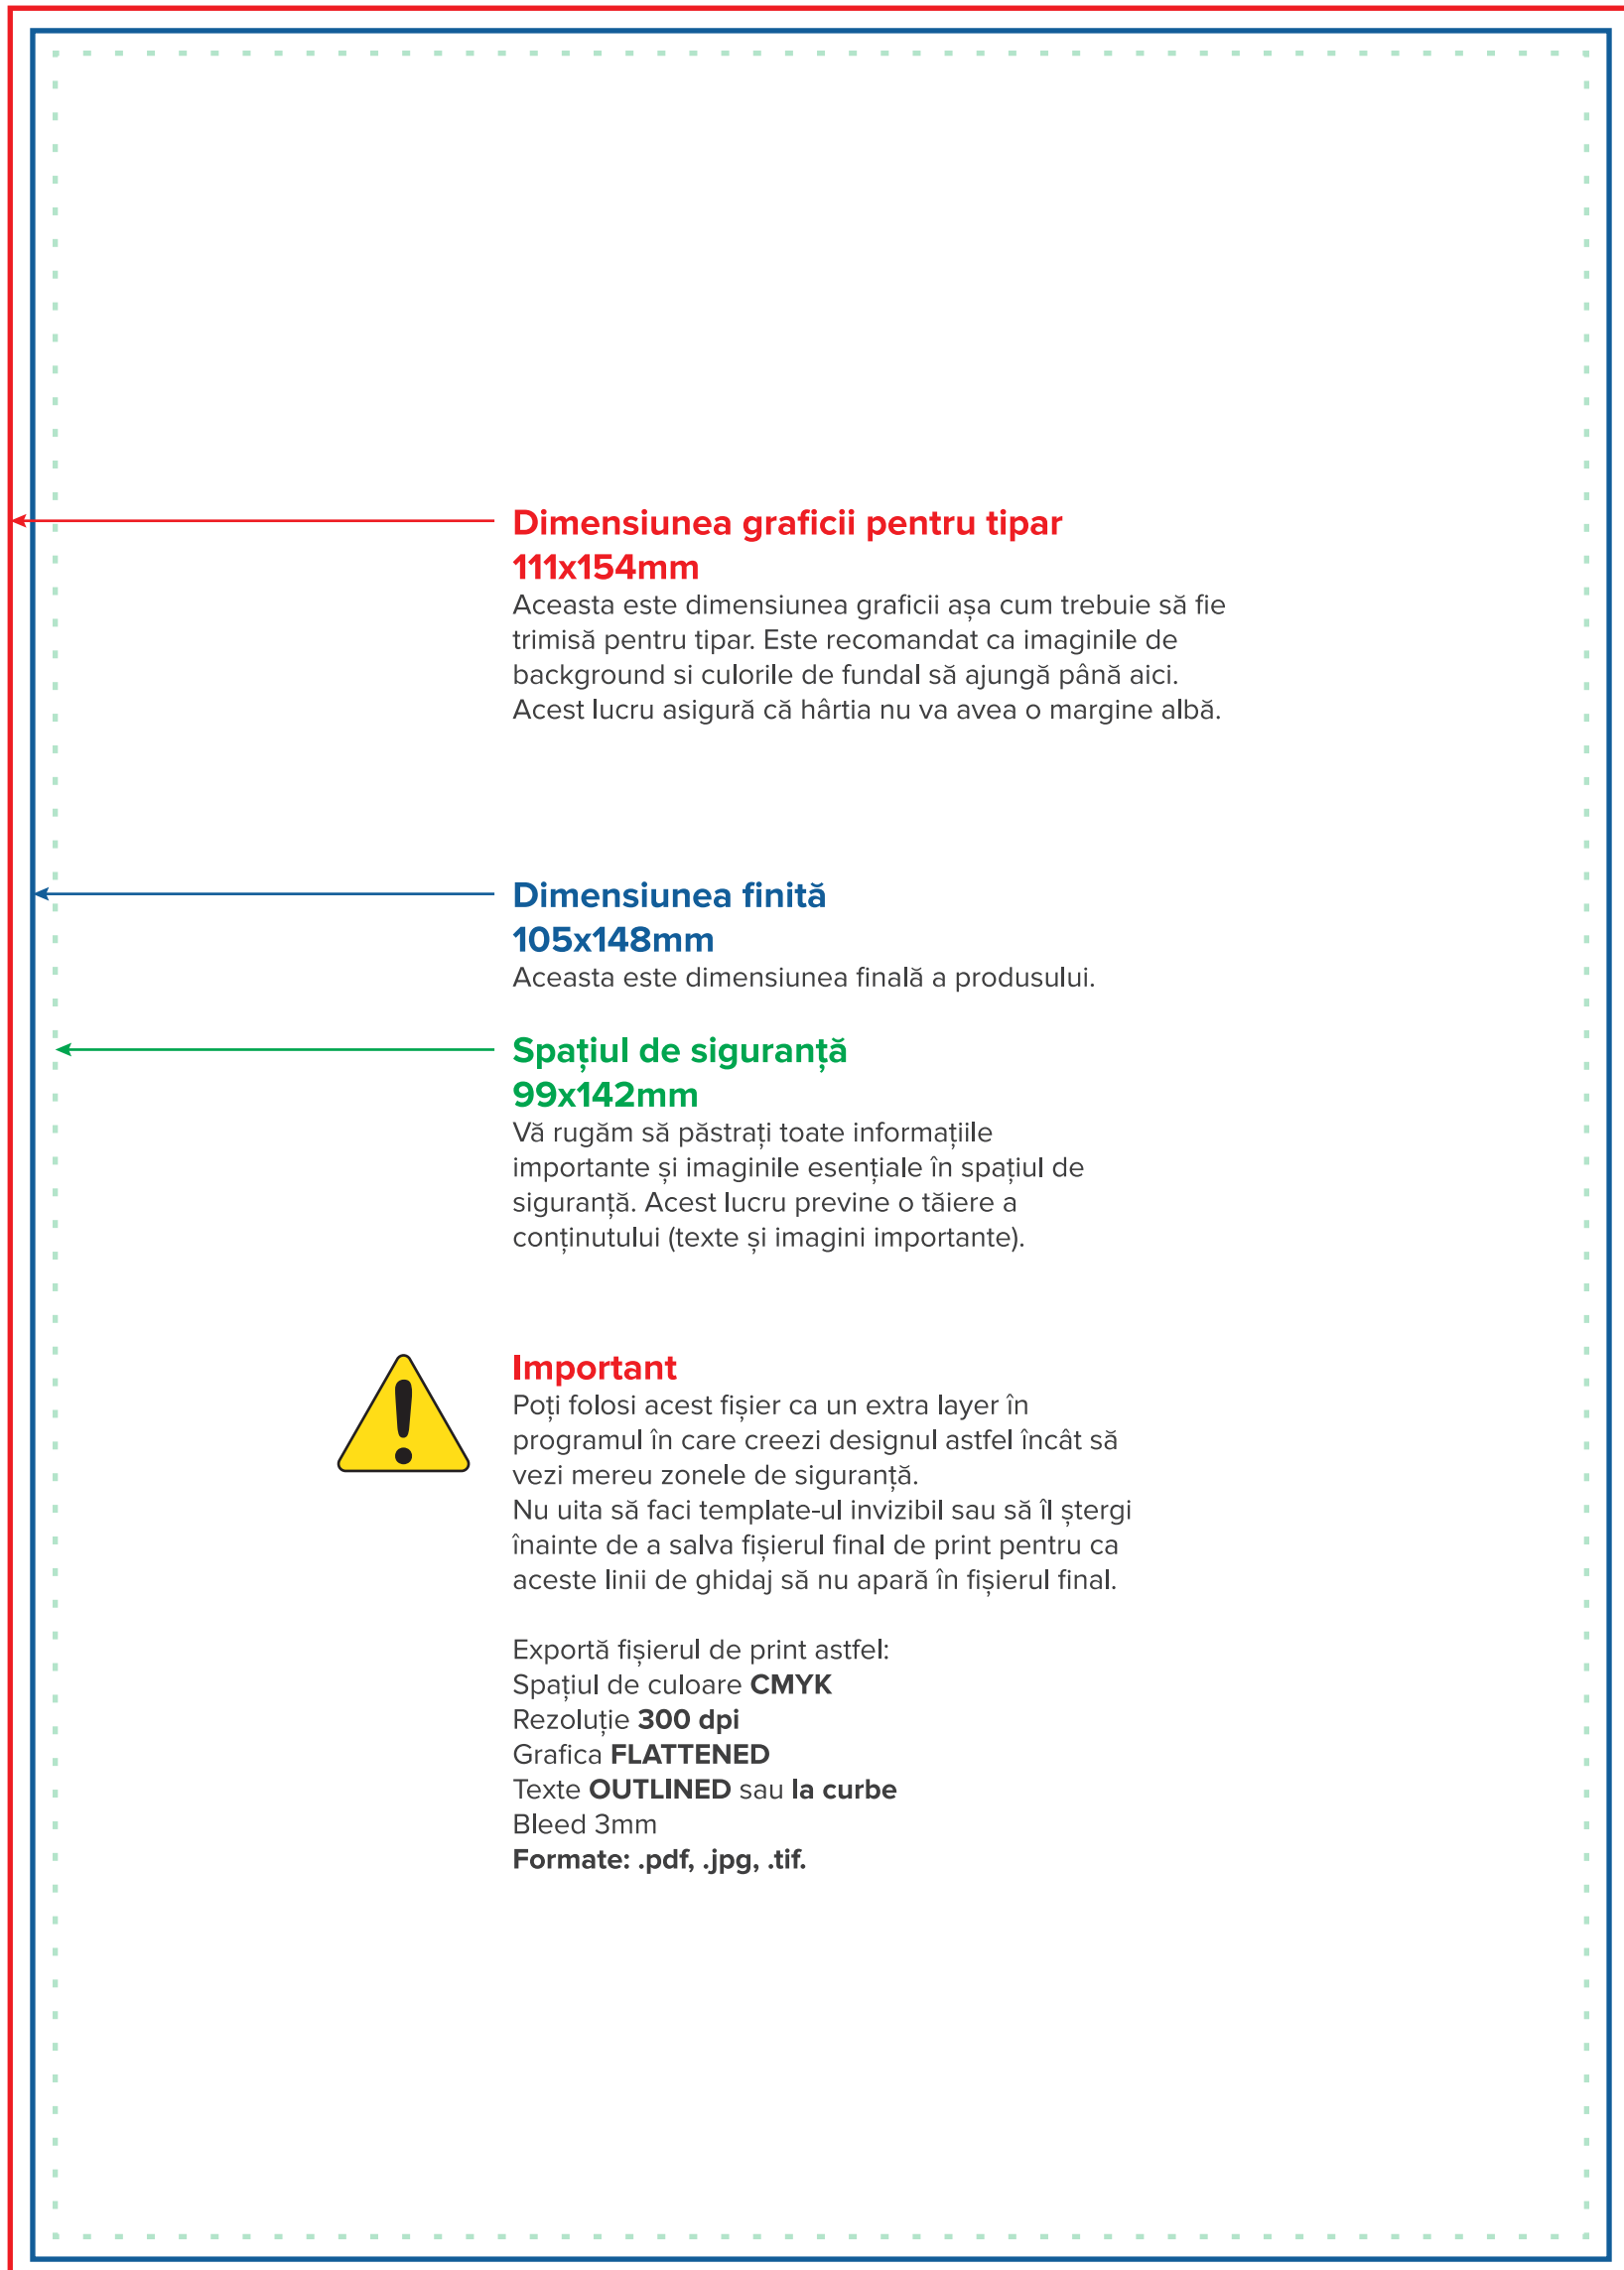 Dimensiunea graficii pentru tipar
111x154mm
Aceasta este dimensiunea graficii așa cum trebuie să fie
trimisă pentru tipar. Este recomandat ca imaginile de
background si culorile de fundal să ajungă până aici.
Acest lucru asigură că hârtia nu va avea o margine albă.
Dimensiunea finită
105x148mm
Aceasta este dimensiunea finală a produsului.
Spațiul de siguranță
99x142mm
Vă rugăm să păstrați toate informațiile
importante și imaginile esențiale în spațiul de
siguranță. Acest lucru previne o tăiere a
conținutului (texte și imagini importante).
Important
Poți folosi acest fișier ca un extra layer în
programul în care creezi designul astfel încât să
vezi mereu zonele de siguranță.
Nu uita să faci template-ul invizibil sau să îl ștergi
înainte de a salva fișierul final de print pentru ca
aceste linii de ghidaj să nu apară în fișierul final.
Exportă fișierul de print astfel:
Spațiul de culoare CMYK
Rezoluție 300 dpi
Grafica FLATTENED
Texte OUTLINED sau la curbe
Bleed 3mm
Formate: .pdf, .jpg, .tif.